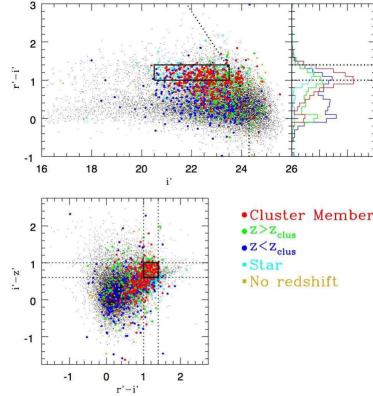 3
2
1
0
-1
r'-i'
16 18 20 22 24 26
i'
26
1
0
-1
i'-z'
-1 0 1 2
r'-i'
Cluster Member
z>z_clus
z<z_clus
Star
No redshift